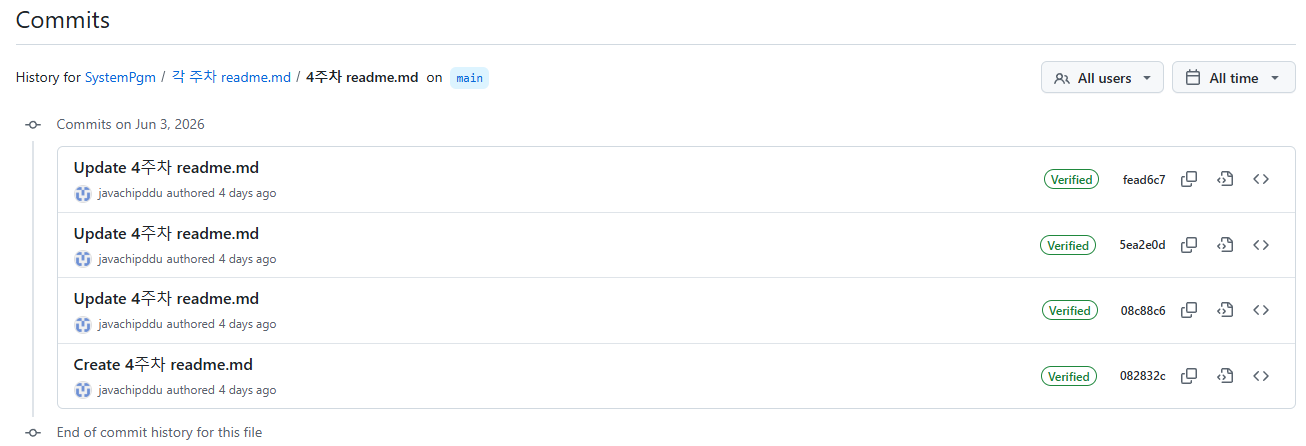 Commits
History for SystemPgm / 각 주차 readme.md / 4주차 readme.md on main
All users
All time
Commits on Jun 3, 2026
Update 4주차 readme.md
Verified
fead6c7
javachipddu authored 4 days ago
Update 4주차 readme.md
Verified
5ea2e0d
javachipddu authored 4 days ago
Update 4주차 readme.md
Verified
08c88c6
javachipddu authored 4 days ago
Create 4주차 readme.md
Verified
082832c
javachipddu authored 4 days ago
End of commit history for this file